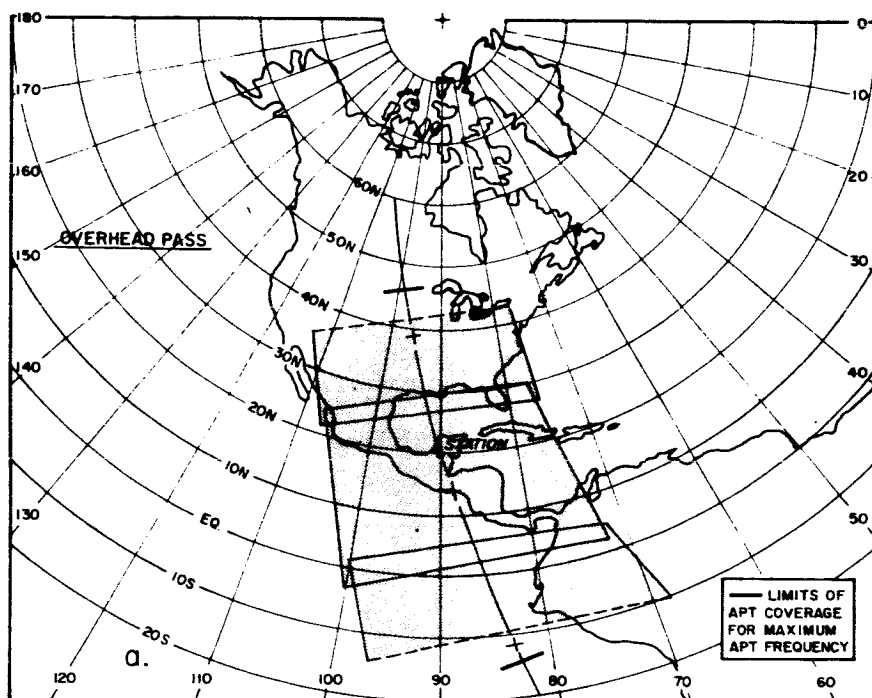 180
0
170
10
160
20
60N
OVERHEAD PASS
50N
150
30
40N
140
30N
40
20N
STATION
10N
130
EQ.
50
10S
20S
LIMITS OF
APT COVERAGE
FOR MAXIMUM
APT FREQUENCY
a.
120
110
100
90
80
70
60